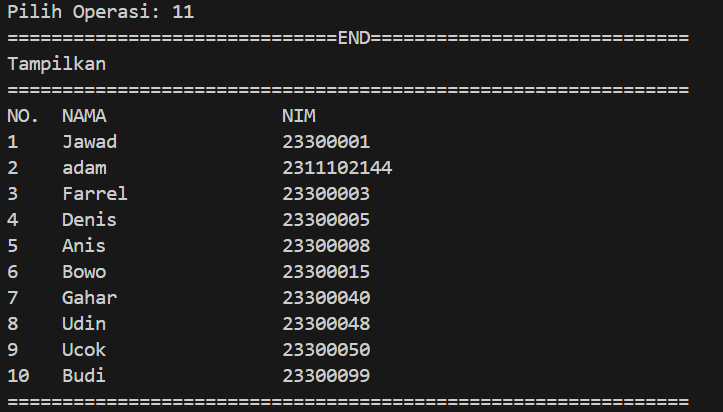 Pilih Operasi: 11
==============================END=============================
Tampilkan
==============================================================
NO.  NAMA                NIM
1    Jawad               23300001
2    adam                2311102144
3    Farrel              23300003
4    Denis               23300005
5    Anis                23300008
6    Bowo                23300015
7    Gahar               23300040
8    Udin                23300048
9    Ucok                23300050
10   Budi                23300099
==============================================================